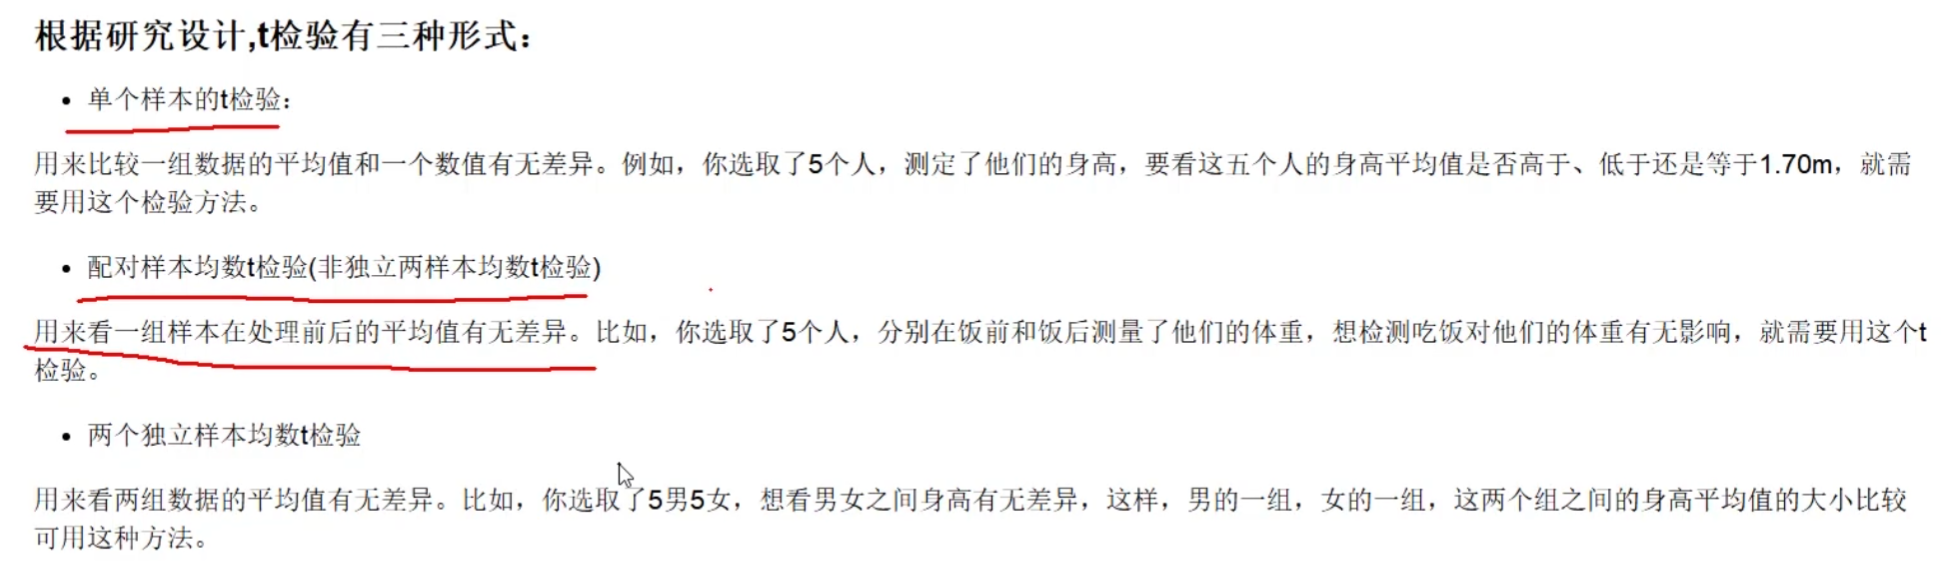 根据研究设计,t检验有三种形式：
• 单个样本的t检验：
用来比较一组数据的平均值和一个数值有无差异。例如，你选取了5个人，测定了他们的身高，要看这五个人的身高平均值是否高于、低于还是等于1.70m，就需
要用这个检验方法。
• 配对样本均数t检验(非独立两样本均数t检验)
用来看一组样本在处理前后的平均值有无差异。比如，你选取了5个人，分别在饭前和饭后测量了他们的体重，想检测吃饭对他们的体重有无影响，就需要用这个t
检验。
• 两个独立样本均数t检验
用来看两组数据的平均值有无差异。比如，你选取了5男5女，想看男女之间身高有无差异，这样，男的一组，女的一组，这两个组之间的身高平均值的大小比较
可用这种方法。